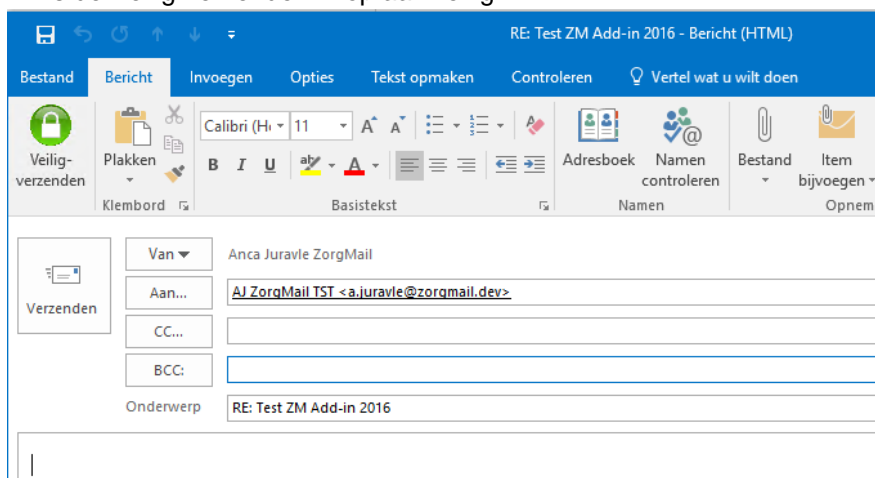 RE: Test ZM Add-in 2016 - Bericht (HTML)
Bestand Bericht Invoegen Opties Tekst opmaken Controleren Vertel wat u wilt doen
Calibri (H 11 A A
Veilig-verzenden Plakken B I U ab A Adresboek Namen controleren Bestand Item bijvoegen
Klembord Basistekst Namen Opnem
Van Anca Juravle ZorgMail
Aan... AJ ZorgMail TST <a.juravle@zorgmail.dev>
Verzenden
CC...
BCC:
Onderwerp RE: Test ZM Add-in 2016